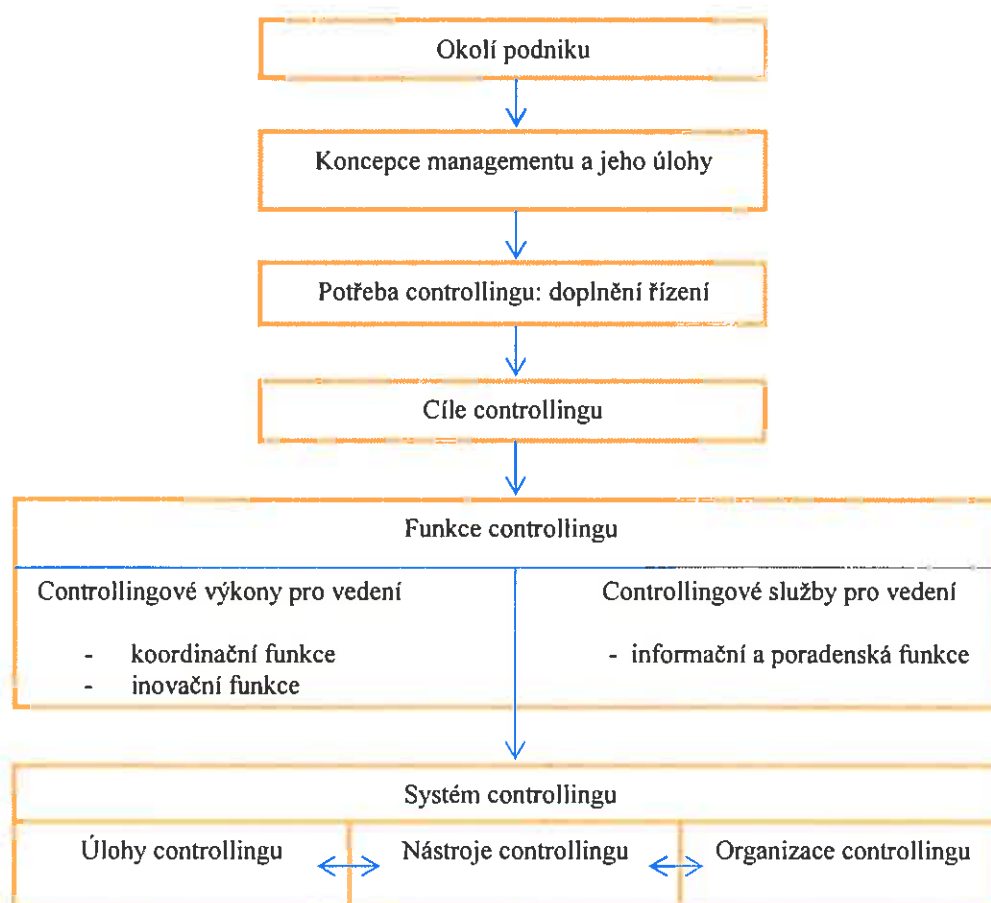 Okolí podniku
Koncepce managementu a jeho úlohy
Potřeba controllingu: doplnění řízení
Cíle controllingu
Funkce controllingu
Controllingové výkony pro vedení
- koordinační funkce
- inovační funkce
Controllingové služby pro vedení
- informační a poradenská funkce
Systém controllingu
Úlohy controllingu
Nástroje controllingu
Organizace controllingu